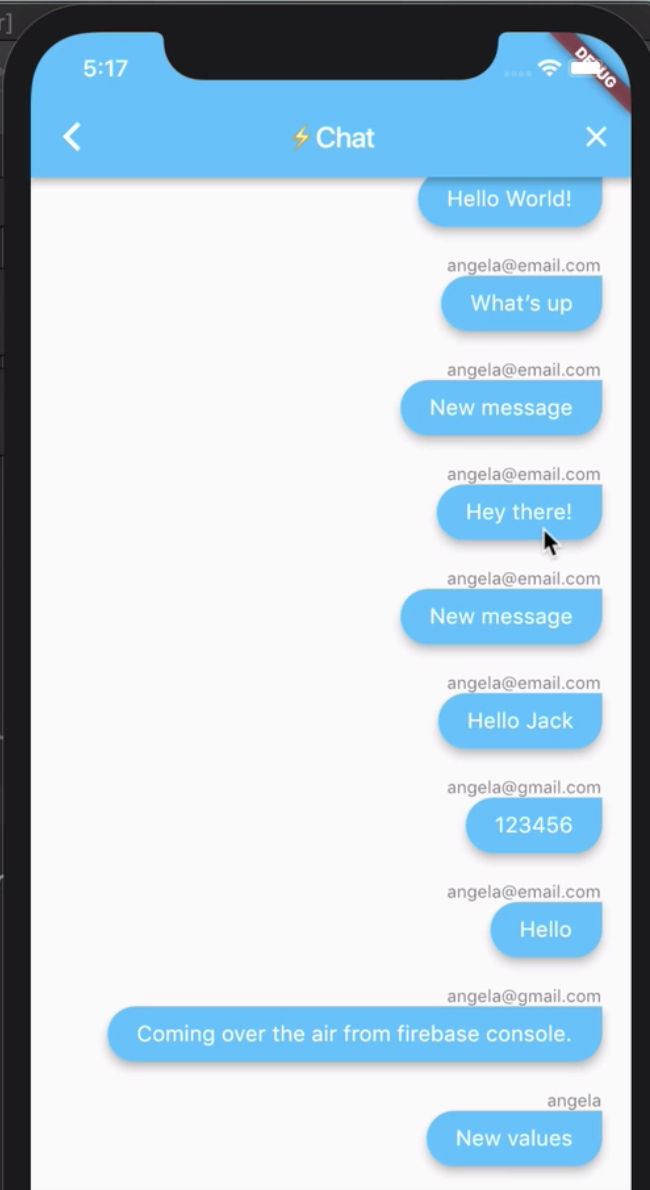 r]
5:17
DEBUG
⚡Chat
Hello World!
angela@email.com
What’s up
angela@email.com
New message
angela@email.com
Hey there!
angela@email.com
New message
angela@email.com
Hello Jack
angela@gmail.com
123456
angela@email.com
Hello
angela@gmail.com
Coming over the air from firebase console.
angela
New values